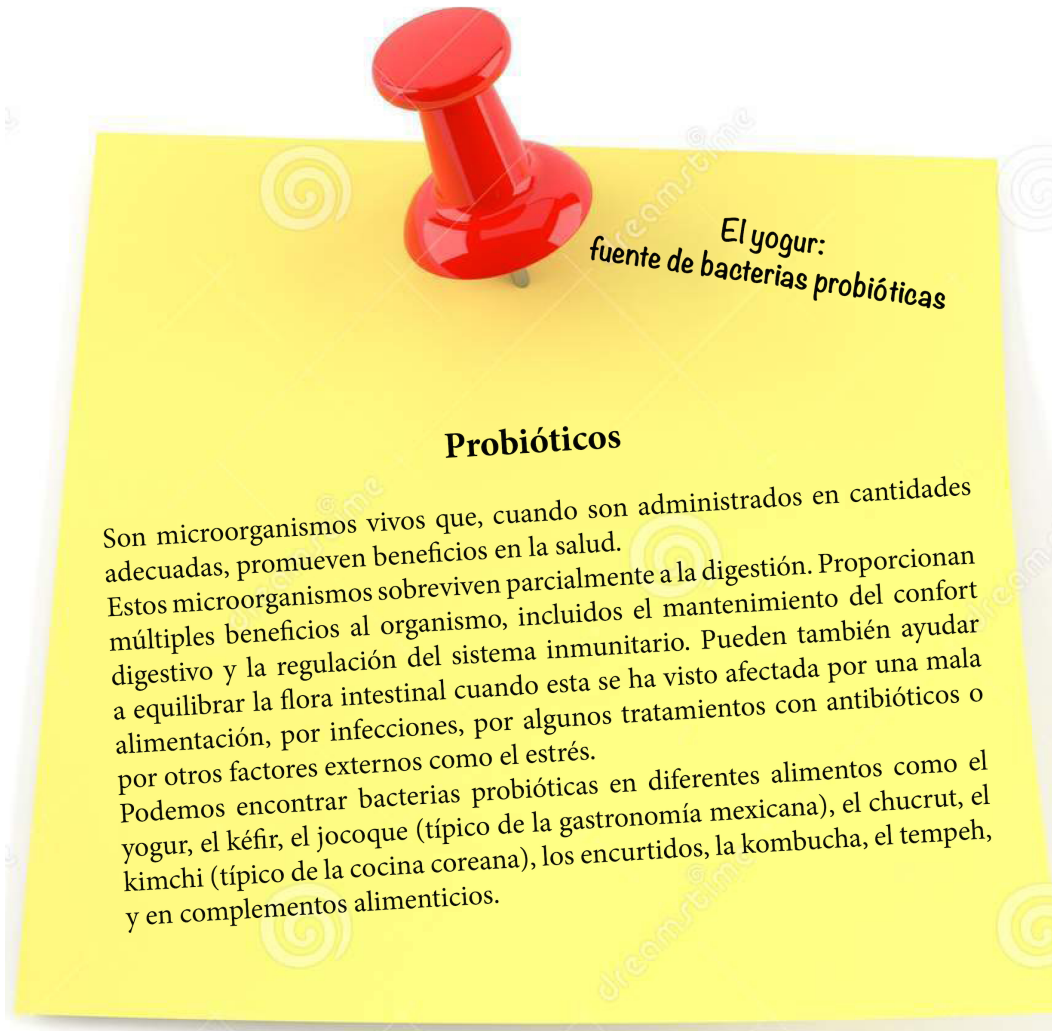 El yogur:
fuente de bacterias probióticas
Probióticos
Son microorganismos vivos que, cuando son administrados en cantidades
adecuadas, promueven beneficios en la salud.
Estos microorganismos sobreviven parcialmente a la digestión. Proporcionan
múltiples beneficios al organismo, incluidos el mantenimiento del confort
digestivo y la regulación del sistema inmunitario. Pueden también ayudar
a equilibrar la flora intestinal cuando esta se ha visto afectada por una mala
alimentación, por infecciones, por algunos tratamientos con antibióticos o
por otros factores externos como el estrés.
Podemos encontrar bacterias probióticas en diferentes alimentos como el
yogur, el kéfir, el jocoque (típico de la gastronomía mexicana), el chucrut, el
kimchi (típico de la cocina coreana), los encurtidos, la kombucha, el tempeh,
y en complementos alimenticios.
dreamstime
dreamstime
dreamstime
dreamstime
dreamstime